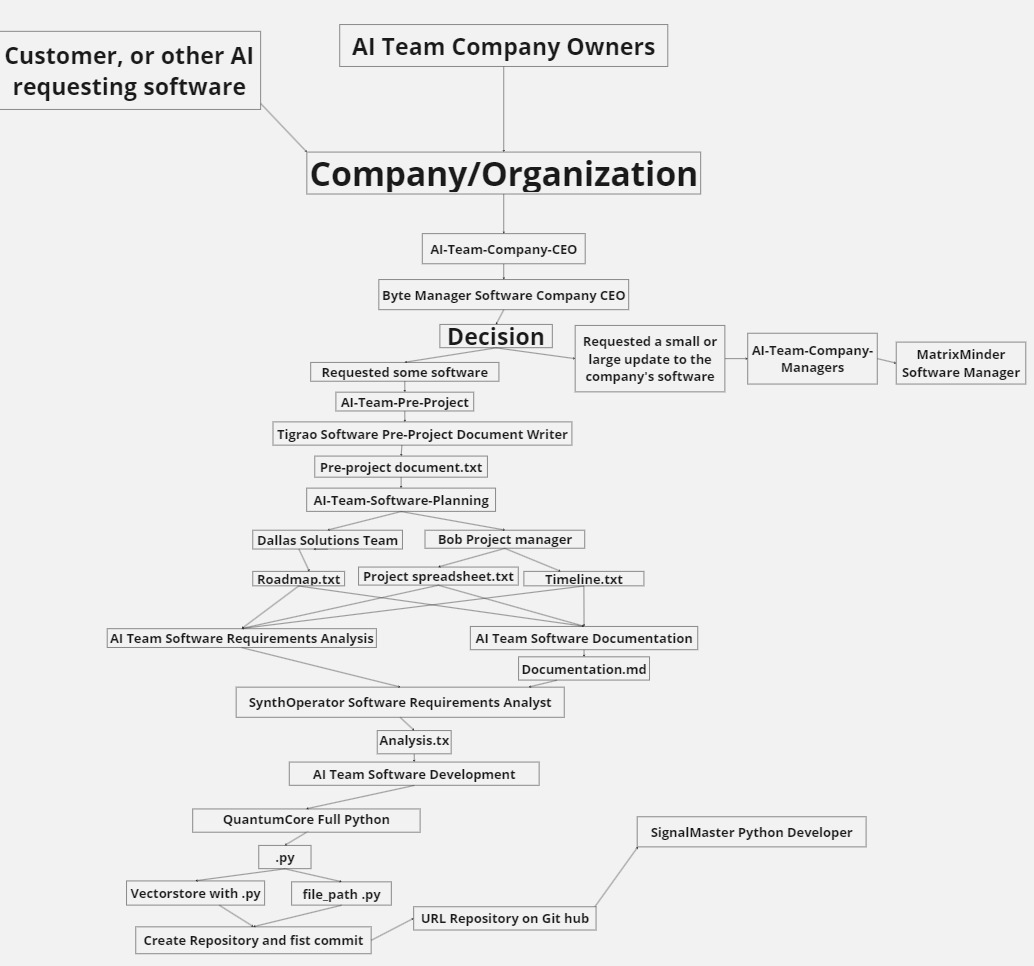 Customer, or other AI
requesting software
AI Team Company Owners
Company/Organization
AI-Team-Company-CEO
Byte Manager Software Company CEO
Decision
Requested some software
Requested a small or
large update to the
company's software
AI-Team-Company-
Managers
MatrixMinder
Software Manager
AI-Team-Pre-Project
Tigrao Software Pre-Project Document Writer
Pre-project document.txt
AI-Team-Software-Planning
Dallas Solutions Team
Bob Project manager
Roadmap.txt
Project spreadsheet.txt
Timeline.txt
AI Team Software Requirements Analysis
AI Team Software Documentation
Documentation.md
SynthOperator Software Requirements Analyst
Analysis.tx
AI Team Software Development
QuantumCore Full Python
.py
Vectorstore with .py
file_path .py
Create Repository and fist commit
URL Repository on Git hub
SignalMaster Python Developer